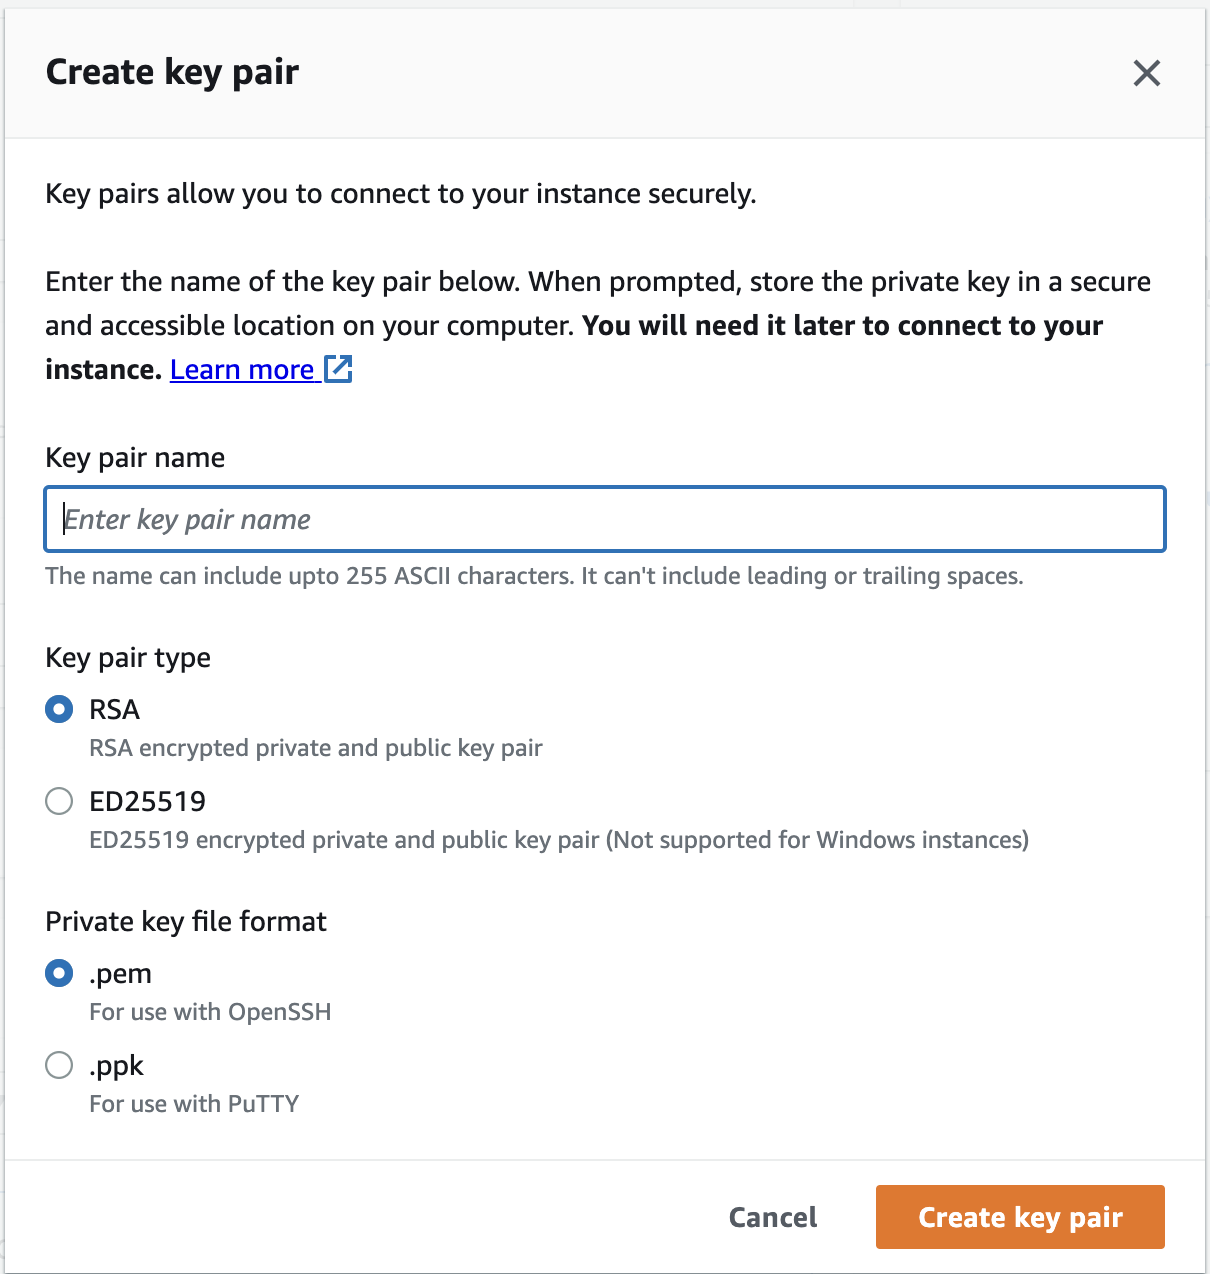 Create key pair
Key pairs allow you to connect to your instance securely.
Enter the name of the key pair below. When prompted, store the private key in a secure
and accessible location on your computer. You will need it later to connect to your
instance. Learn more
Key pair name
Enter key pair name
The name can include upto 255 ASCII characters. It can't include leading or trailing spaces.
Key pair type
RSA
RSA encrypted private and public key pair
ED25519
ED25519 encrypted private and public key pair (Not supported for Windows instances)
Private key file format
.pem
For use with OpenSSH
.ppk
For use with PuTTY
Cancel
Create key pair